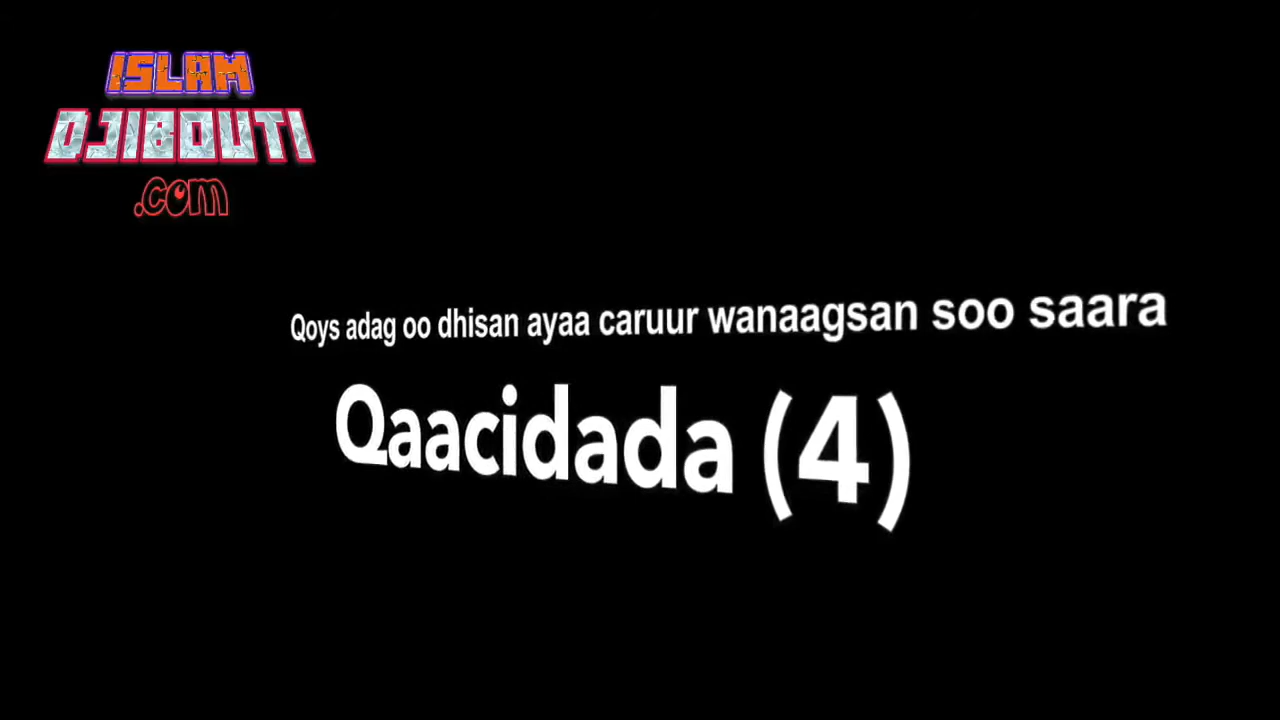 ISLAM
DJIBOUTI
.com
Qoys adag oo dhisan ayaa caruur wanaagsan soo saara
Qaacidada (4)